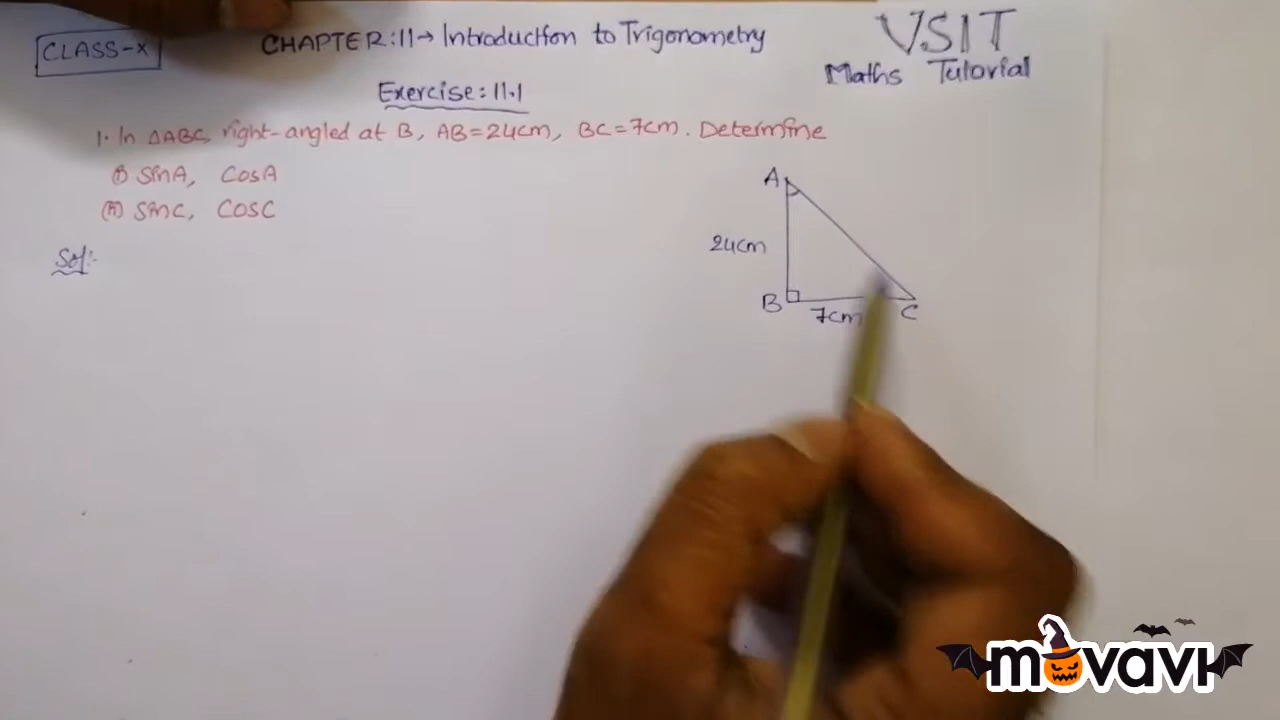 CLASS-X
CHAPTER:11→ Introduction to Trigonometry
VSIT
Maths Tutorial
Exercise:11.1
1. In △ABC, right-angled at B, AB=24cm, BC=7cm. Determine
(i) SinA, CosA
(ii) Sinc, COSC
Sol:-
A
24cm
B
7cm
C
movavi